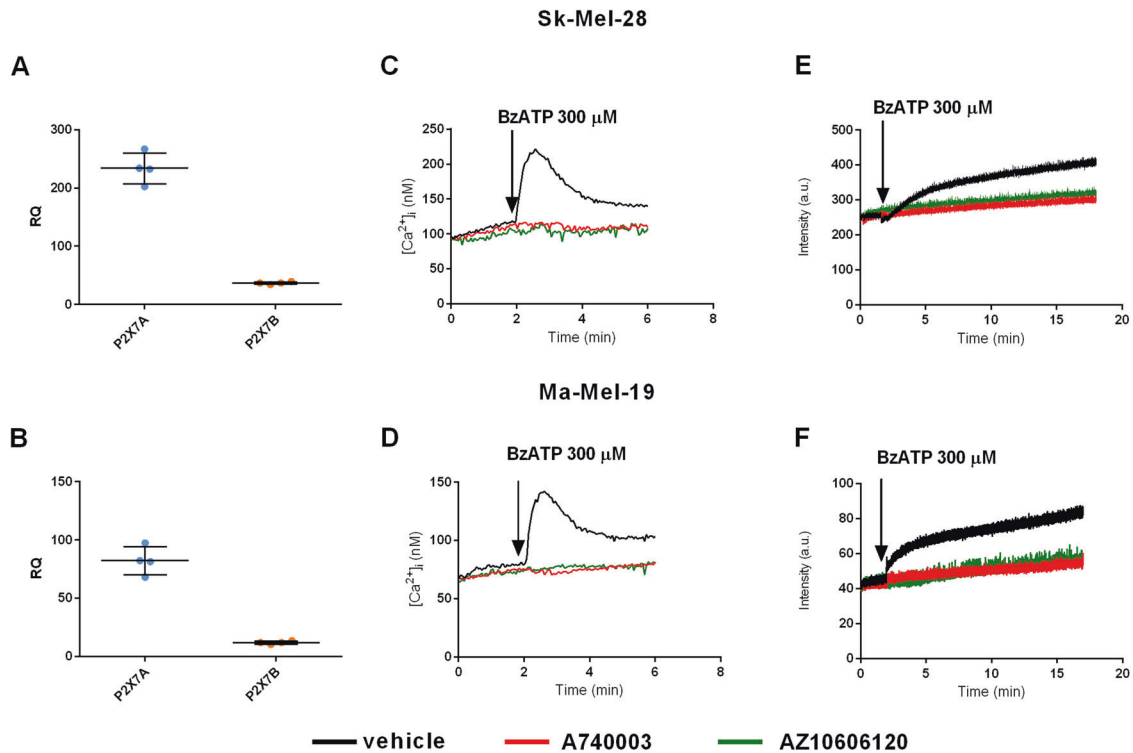 Sk-Mel-28
A
300
200
100
0
RQ
P2X7A
P2X7B
C
BzATP 300 μM
250
200
150
100
50
0
[Ca2+]i (nM)
0 2 4 6 8
Time (min)
E
BzATP 300 μM
500
400
300
200
100
0
Intensity (a.u.)
0 5 10 15 20
Time (min)
Ma-Mel-19
B
150
100
50
0
RQ
P2X7A
P2X7B
D
BzATP 300 μM
150
100
50
0
[Ca2+]i (nM)
0 2 4 6 8
Time (min)
F
BzATP 300 μM
100
80
60
40
20
0
Intensity (a.u.)
0 5 10 15 20
Time (min)
vehicle A740003 AZ10606120